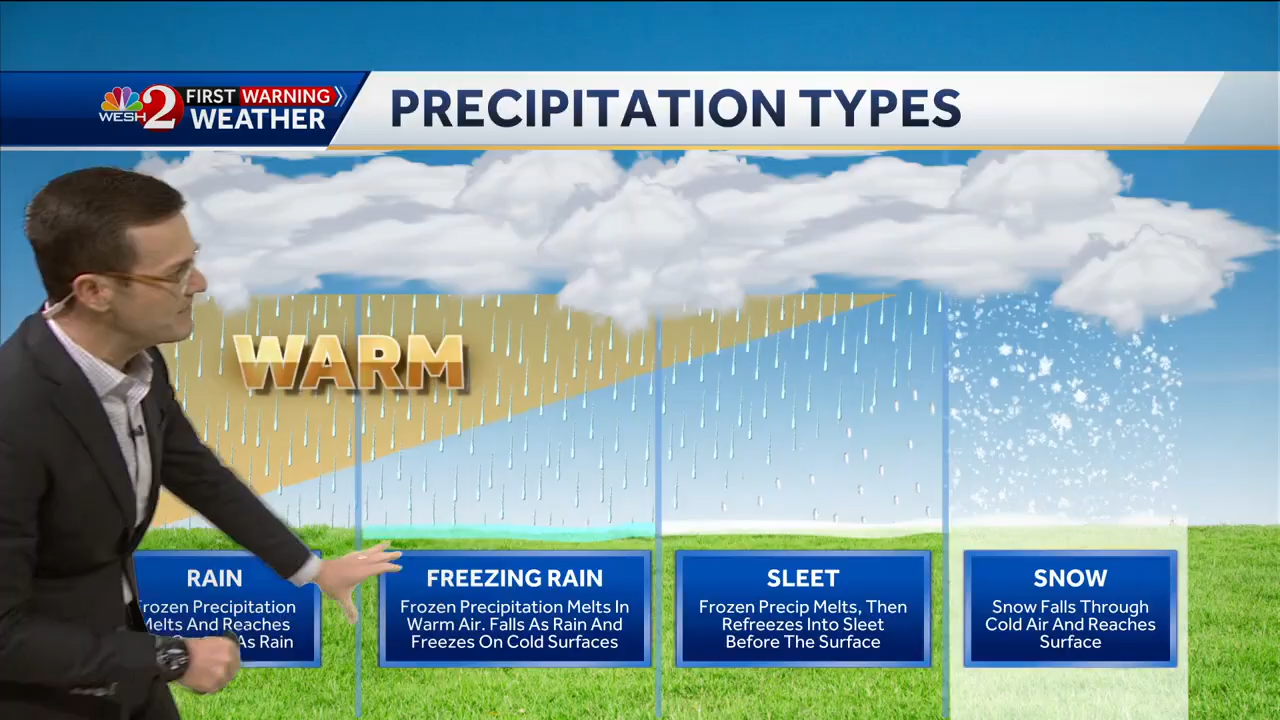 WESH 2 FIRST WARNING
WEATHER
PRECIPITATION TYPES
WARM
RAIN
Frozen Precipitation
Melts And Reaches
As Rain
FREEZING RAIN
Frozen Precipitation Melts In
Warm Air. Falls As Rain And
Freezes On Cold Surfaces
SLEET
Frozen Precip Melts, Then
Refreezes Into Sleet
Before The Surface
SNOW
Snow Falls Through
Cold Air And Reaches
Surface